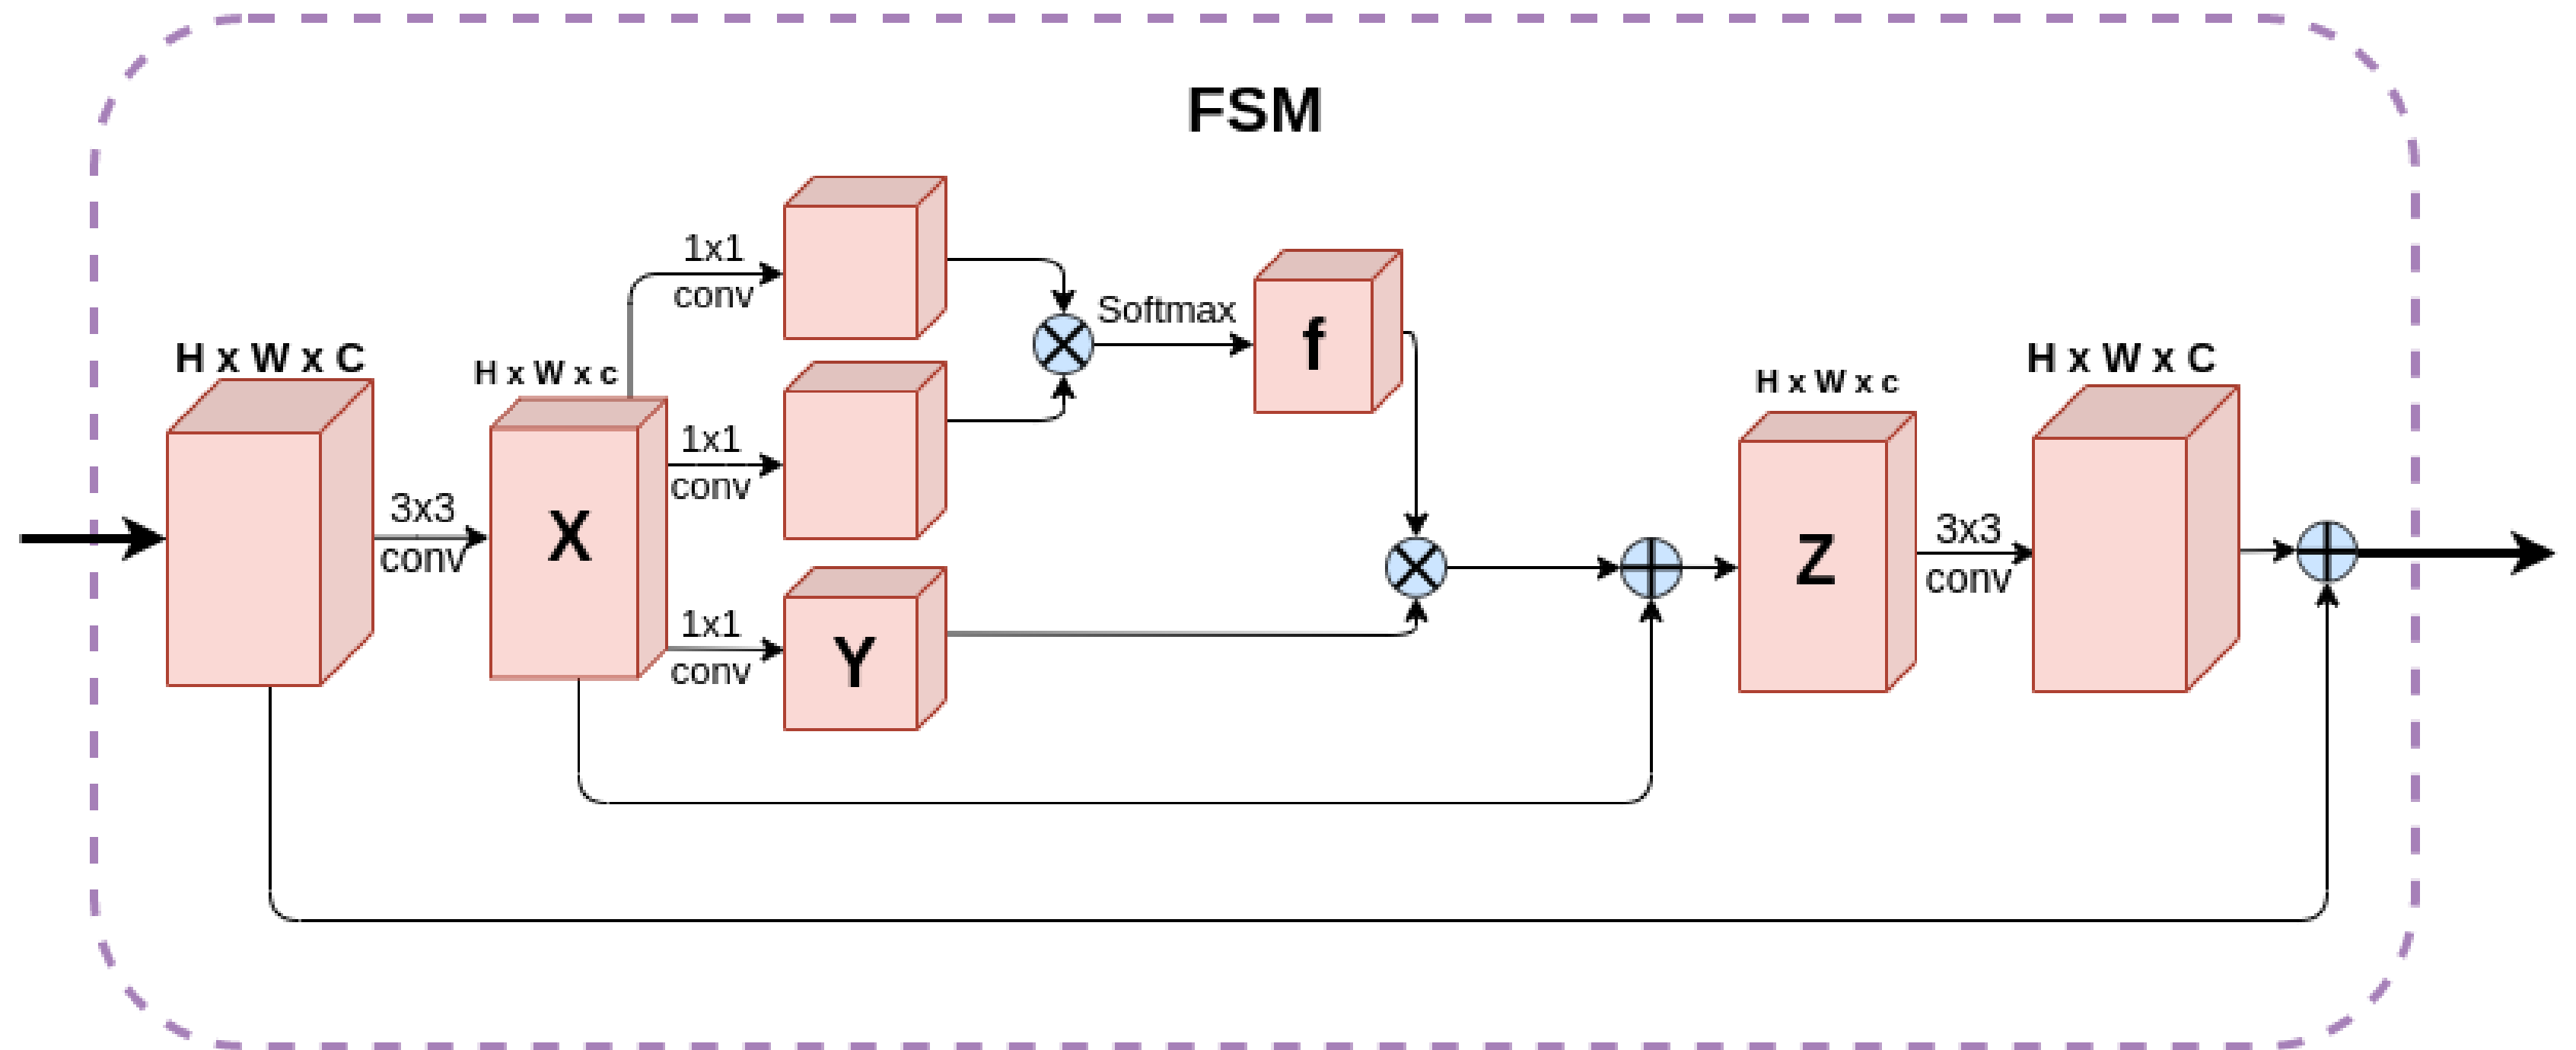 FSM
H x W x C
3x3
conv
H x W x c
X
1x1
conv
1x1
conv
1x1
conv
Y
Softmax
f
H x W x c
Z
3x3
conv
H x W x C